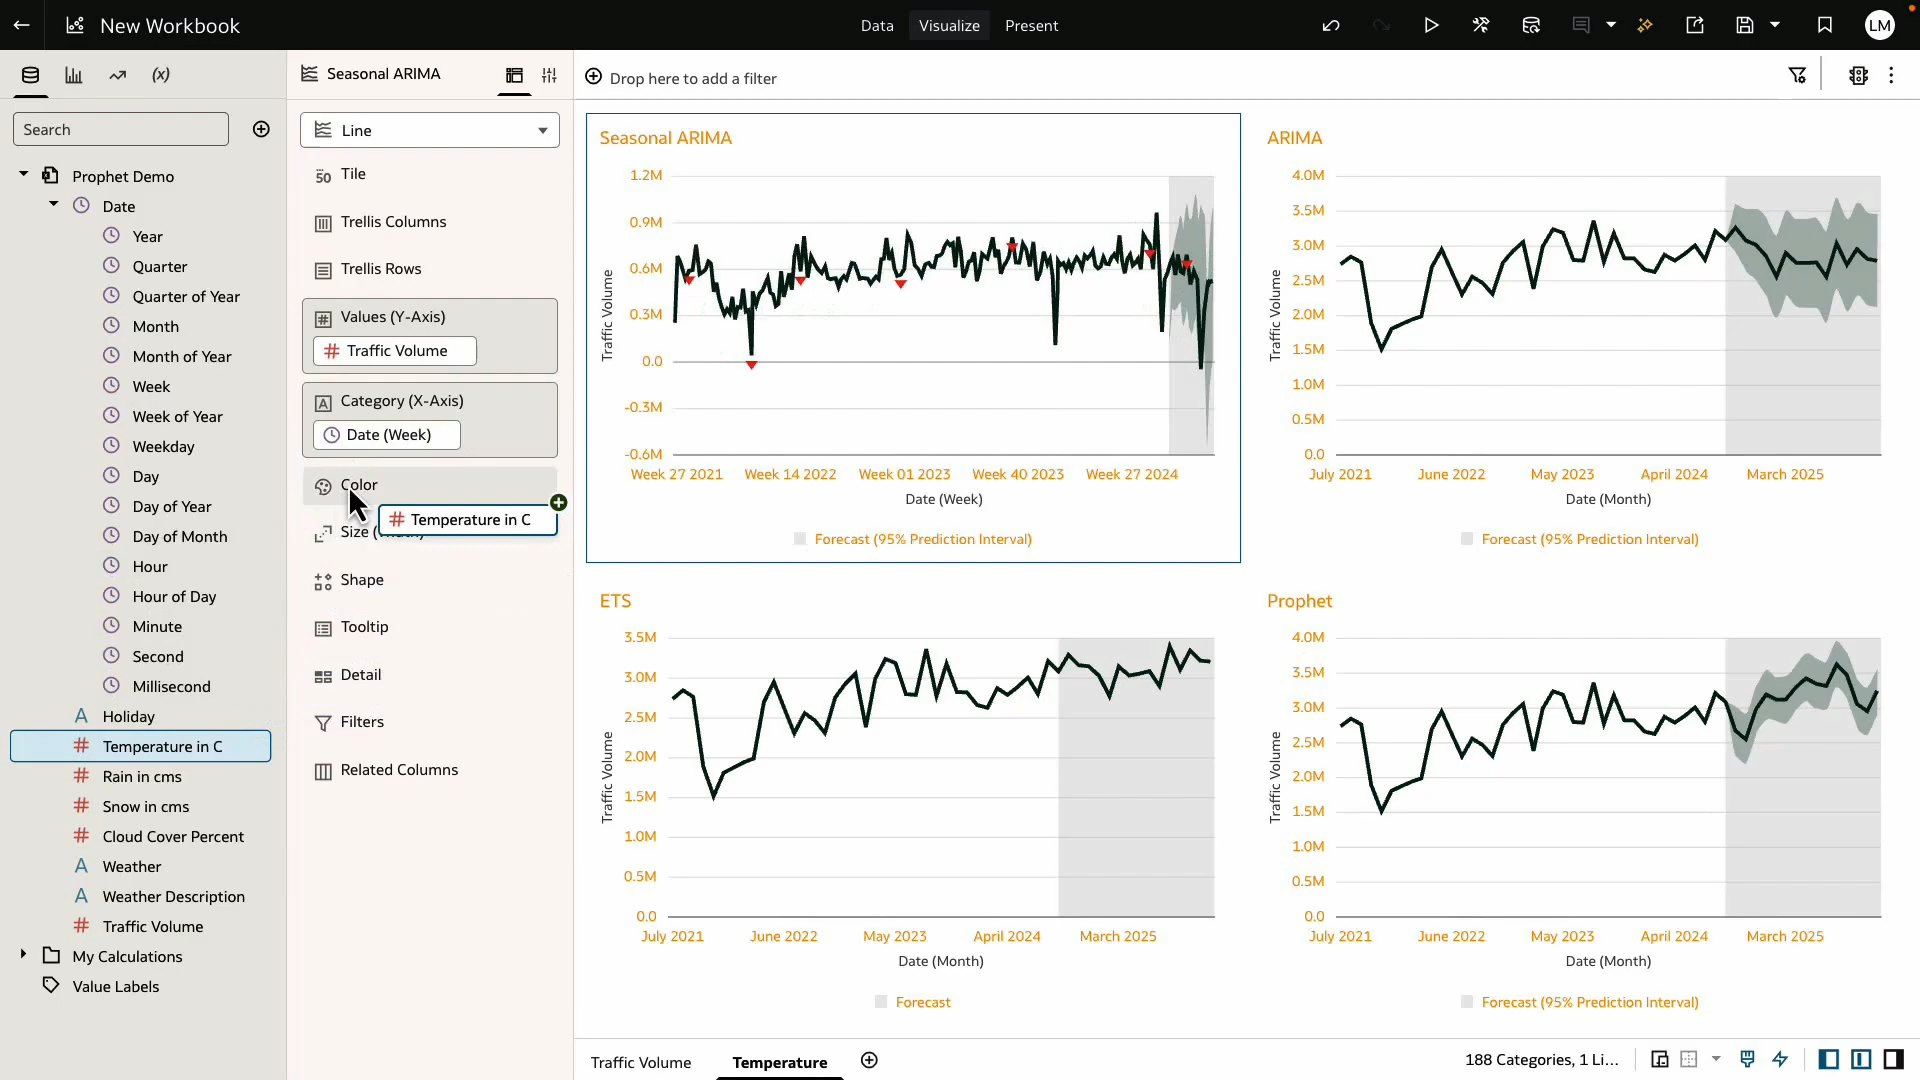 New Workbook
Data
Visualize
Present
LM
(x)
Search
Prophet Demo
Date
Year
Quarter
Quarter of Year
Month
Month of Year
Week
Week of Year
Weekday
Day
Day of Year
Day of Month
Hour
Hour of Day
Minute
Second
Millisecond
A Holiday
# Temperature in C
# Rain in cms
# Snow in cms
# Cloud Cover Percent
A Weather
A Weather Description
# Traffic Volume
My Calculations
Value Labels
Seasonal ARIMA
Line
Tile
Trellis Columns
Trellis Rows
Values (Y-Axis)
# Traffic Volume
Category (X-Axis)
Date (Week)
Color
# Temperature in C
Size (
Shape
Tooltip
Detail
Filters
Related Columns
Drop here to add a filter
Seasonal ARIMA
1.2M
0.9M
0.6M
0.3M
0.0
-0.3M
-0.6M
Traffic Volume
Week 27 2021 Week 14 2022 Week 01 2023 Week 40 2023 Week 27 2024
Date (Week)
Forecast (95% Prediction Interval)
ARIMA
4.0M
3.5M
3.0M
2.5M
2.0M
1.5M
1.0M
0.5M
0.0
Traffic Volume
July 2021 June 2022 May 2023 April 2024 March 2025
Date (Month)
Forecast (95% Prediction Interval)
ETS
3.5M
3.0M
2.5M
2.0M
1.5M
1.0M
0.5M
0.0
Traffic Volume
July 2021 June 2022 May 2023 April 2024 March 2025
Date (Month)
Forecast
Prophet
4.0M
3.5M
3.0M
2.5M
2.0M
1.5M
1.0M
0.5M
0.0
Traffic Volume
July 2021 June 2022 May 2023 April 2024 March 2025
Date (Month)
Forecast (95% Prediction Interval)
Traffic Volume
Temperature
188 Categories, 1 Li...